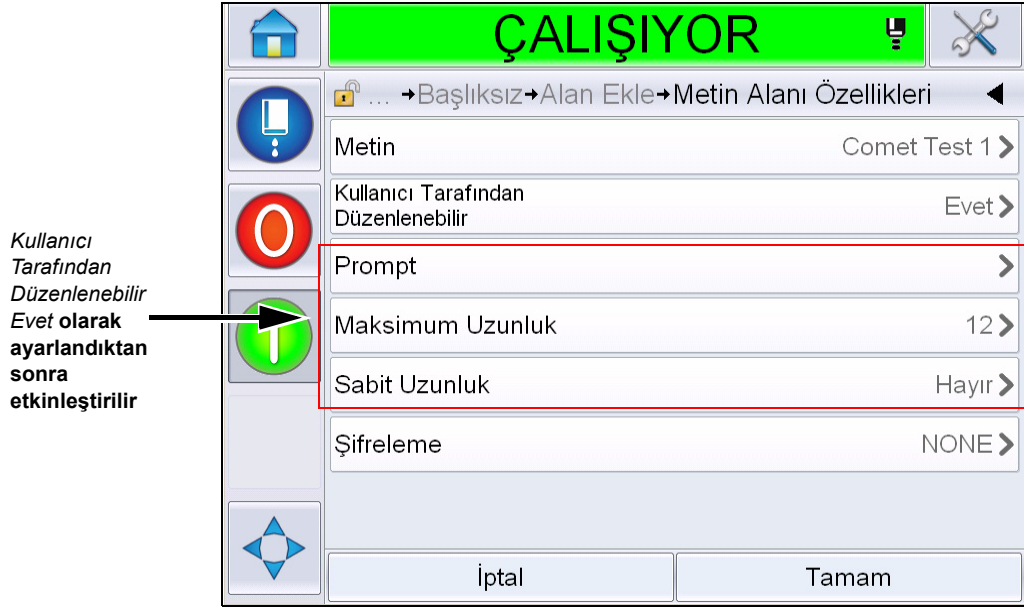 ÇALIŞIYOR
... →Başlıksız→Alan Ekle→Metin Alanı Özellikleri
Metin Comet Test 1
Kullanıcı Tarafından
Düzenlenebilir Evet
Prompt
Maksimum Uzunluk 12
Sabit Uzunluk Hayır
Şifreleme NONE
İptal Tamam
Kullanıcı
Tarafından
Düzenlenebilir
Evet olarak
ayarlandıktan
sonra
etkinleştirilir